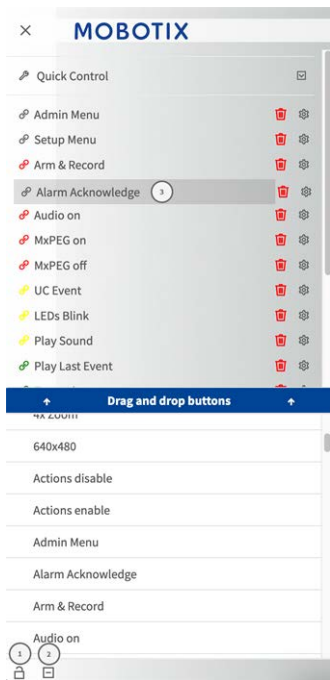 MOBOTIX
Quick Control
Admin Menu
Setup Menu
Arm & Record
Alarm Acknowledge 3
Audio on
MxPEG on
MxPEG off
UC Event
LEDs Blink
Play Sound
Play Last Event
Drag and drop buttons
4x Zoom
640x480
Actions disable
Actions enable
Admin Menu
Alarm Acknowledge
Arm & Record
Audio on
1 2